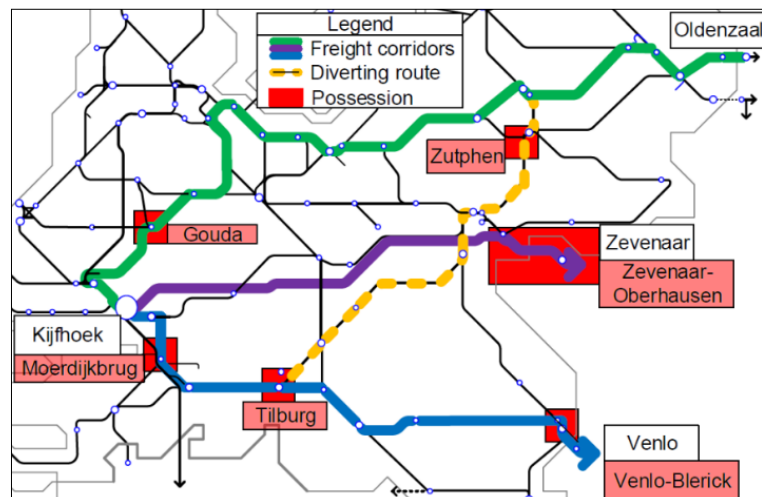 Legend
Freight corridors
Diverting route
Possession
Oldenzaal
Zutphen
Gouda
Zevenaar
Zevenaar-
Oberhausen
Kijfhoek
Moerdijkbrug
Tilburg
Venlo
Venlo-Blerick